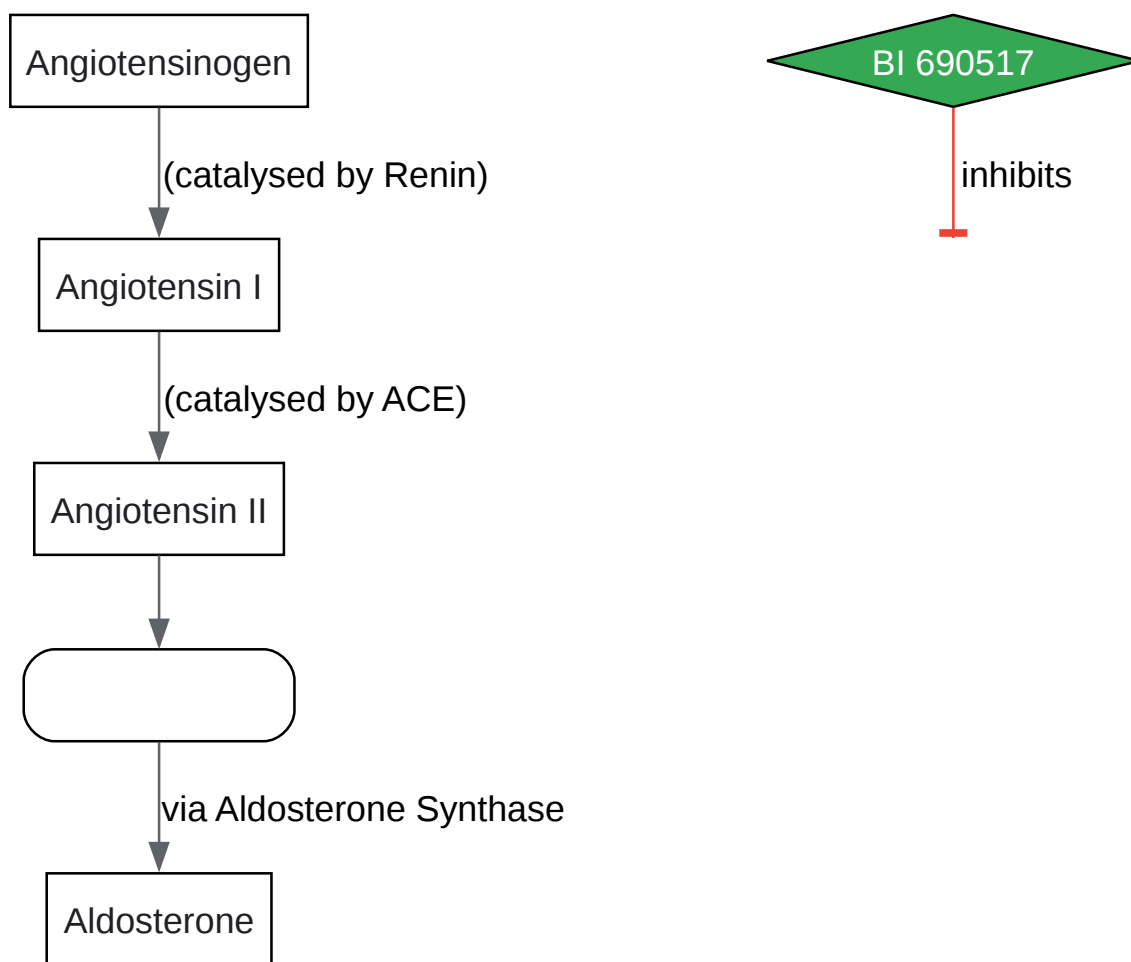 Angiotensinogen
BI 690517
(catalysed by Renin)
inhibits
Angiotensin I
(catalysed by ACE)
Angiotensin II
via Aldosterone Synthase
Aldosterone